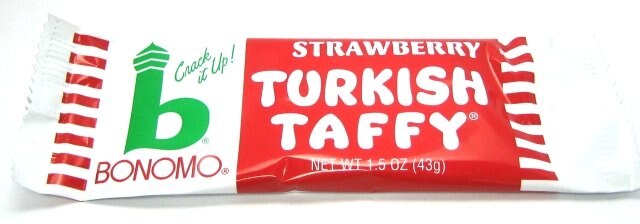 Crack
it Up!
b®
BONOMO®
STRAWBERRY
TURKISH
TAFFY®
NET WT 1.5 OZ (43g)